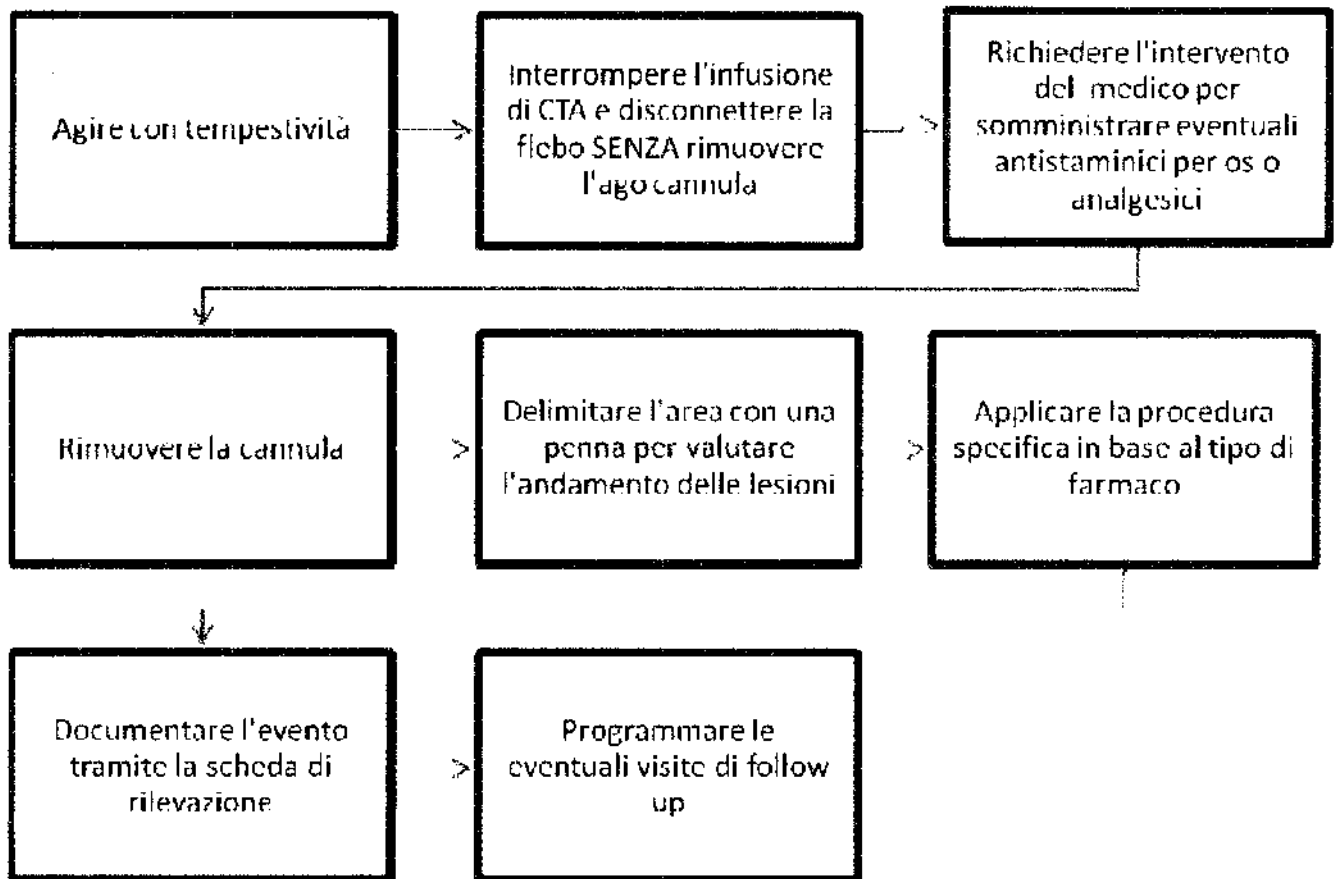 Agire con tempestività
Interrompere l'infusione
di CTA e disconnettere la
flebo SENZA rimuovere
l'ago cannula
Richiedere l'intervento
del medico per
somministrare eventuali
antistaminici per os o
analgesici
Rimuovere la cannula
Delimitare l'area con una
penna per valutare
l'andamento delle lesioni
Applicare la procedura
specifica in base al tipo di
farmaco
Documentare l'evento
tramite la scheda di
rilevazione
Programmare le
eventuali visite di follow
up